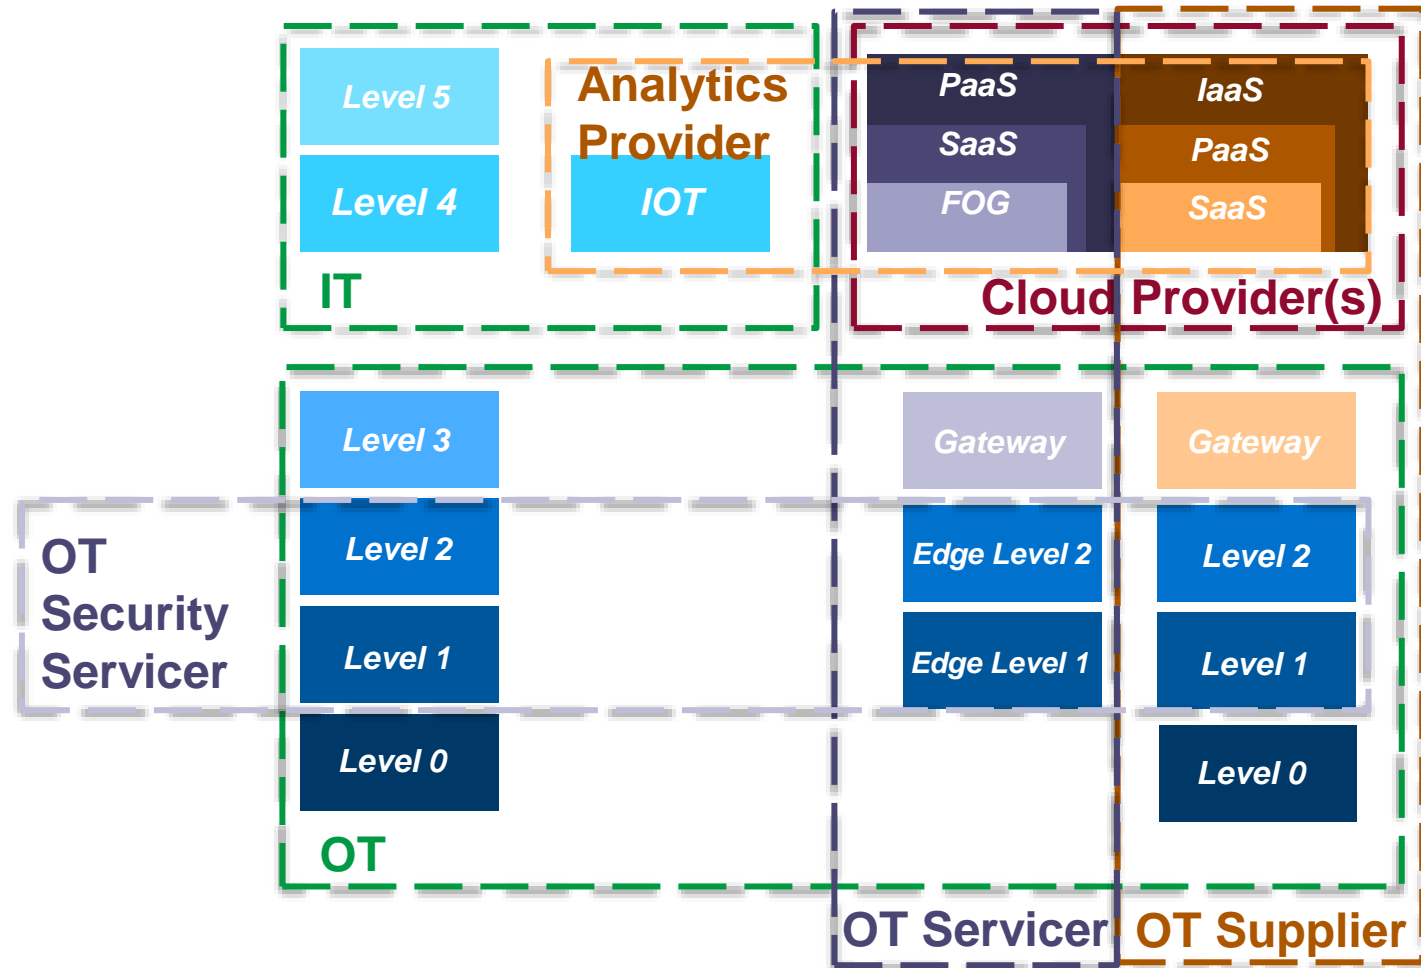 Level 5
Analytics
Provider
PaaS
IaaS
SaaS
PaaS
Level 4
IOT
FOG
SaaS
IT
Cloud Provider(s)
Level 3
Gateway
Gateway
OT
Security
Servicer
Level 2
Edge Level 2
Level 2
Level 1
Edge Level 1
Level 1
Level 0
Level 0
OT
OT Servicer
OT Supplier